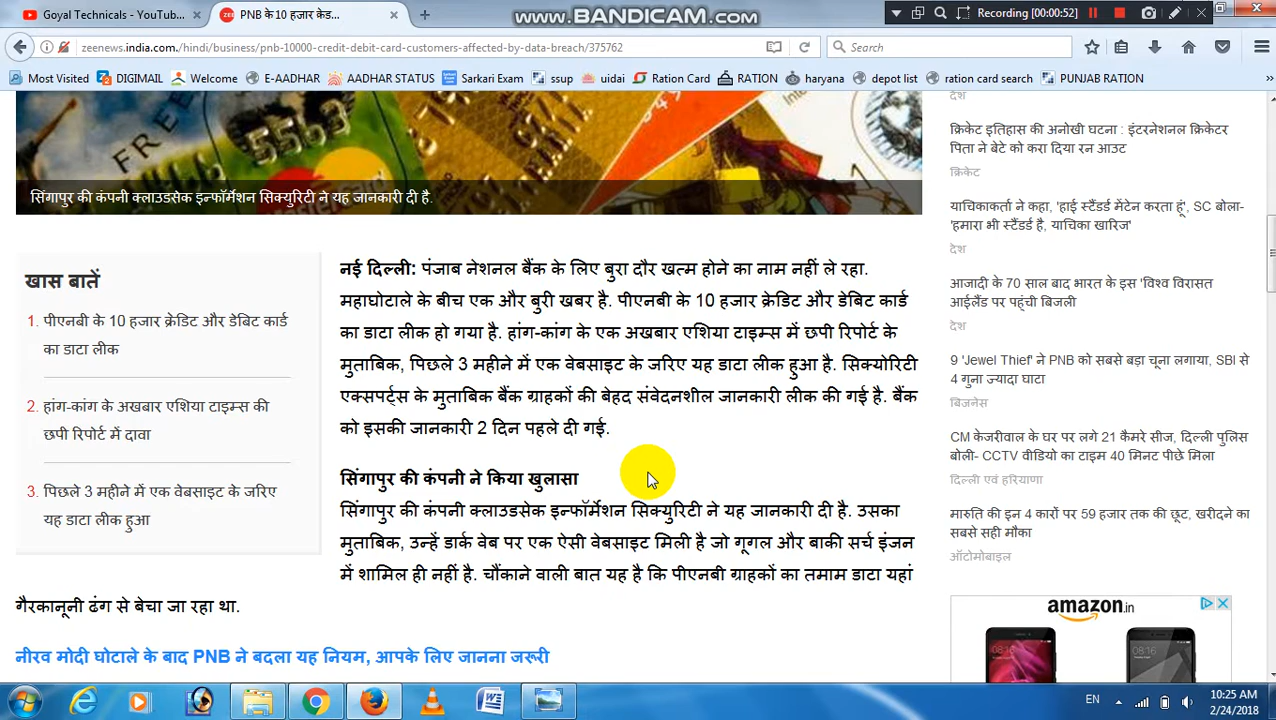 Goyal Technicals - YouTub...
PNB के 10 हजार क्रेड...
www.BANDICAM.com
Recording [00:00:52]
zeenews.india.com/hindi/business/pnb-10000-credit-debit-card-customers-affected-by-data-breach/375762
Search
Most Visited
DIGIMAIL
Welcome
E-AADHAR
AADHAR STATUS
Sarkari Exam
ssup
uidai
Ration Card
RATION
haryana
depot list
ration card search
PUNJAB RATION
FREE
सिंगापुर की कंपनी क्लाउडसेक इन्फॉर्मेशन सिक्युरिटी ने यह जानकारी दी है.
खास बातें
1. पीएनबी के 10 हजार क्रेडिट और डेबिट कार्ड
का डाटा लीक
2. हांग-कांग के अखबार एशिया टाइम्स की
छपी रिपोर्ट में दावा
3. पिछले 3 महीने में एक वेबसाइट के जरिए
यह डाटा लीक हुआ
नई दिल्ली: पंजाब नेशनल बैंक के लिए बुरा दौर खत्म होने का नाम नहीं ले रहा.
महाघोटाले के बीच एक और बुरी खबर है. पीएनबी के 10 हजार क्रेडिट और डेबिट कार्ड
का डाटा लीक हो गया है. हांग-कांग के एक अखबार एशिया टाइम्स में छपी रिपोर्ट के
मुताबिक, पिछले 3 महीने में एक वेबसाइट के जरिए यह डाटा लीक हुआ है. सिक्योरिटी
एक्सपर्ट्स के मुताबिक बैंक ग्राहकों की बेहद संवेदनशील जानकारी लीक की गई है. बैंक
को इसकी जानकारी 2 दिन पहले दी गई.
सिंगापुर की कंपनी ने किया खुलासा
सिंगापुर की कंपनी क्लाउडसेक इन्फॉर्मेशन सिक्युरिटी ने यह जानकारी दी है. उसका
मुताबिक, उन्हें डार्क वेब पर एक ऐसी वेबसाइट मिली है जो गूगल और बाकी सर्च इंजन
में शामिल ही नहीं है. चौंकाने वाली बात यह है कि पीएनबी ग्राहकों का तमाम डाटा यहां
गैरकानूनी ढंग से बेचा जा रहा था.
नीरव मोदी घोटाले के बाद PNB ने बदला यह नियम, आपके लिए जानना जरूरी
देश
क्रिकेट इतिहास की अनोखी घटना : इंटरनेशनल क्रिकेटर
पिता ने बेटे को करा दिया रन आउट
क्रिकेट
याचिकाकर्ता ने कहा, 'हाई स्टैंडर्ड मेंटेन करता हूं', SC बोला-
'हमारा भी स्टैंडर्ड है, याचिका खारिज'
देश
आजादी के 70 साल बाद भारत के इस 'विश्व विरासत
आईलैंड पर पहुंची बिजली
देश
9 'Jewel Thief' ने PNB को सबसे बड़ा चूना लगाया, SBI से
4 गुना ज्यादा घाटा
बिजनेस
CM केजरीवाल के घर पर लगे 21 कैमरे सीज, दिल्ली पुलिस
बोली- CCTV वीडियो का टाइम 40 मिनट पीछे मिला
दिल्ली एवं हरियाणा
मारुति की इन 4 कारों पर 59 हजार तक की छूट, खरीदने का
सबसे सही मौका
ऑटोमोबाइल
amazon.in
08:16
08:16
EN
10:25 AM
2/24/2018